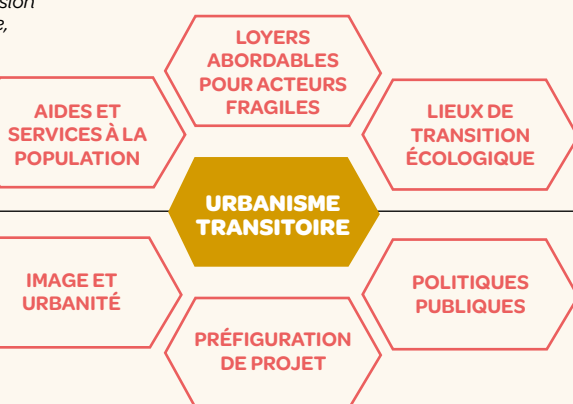 e,
LOYERS
ABORDABLES
POUR ACTEURS
FRAGILES
AIDES ET
SERVICES À LA
POPULATION
LIEUX DE
TRANSITION
ÉCOLOGIQUE
URBANISME
TRANSITOIRE
IMAGE ET
URBANITÉ
POLITIQUES
PUBLIQUES
PRÉFIGURATION
DE PROJET